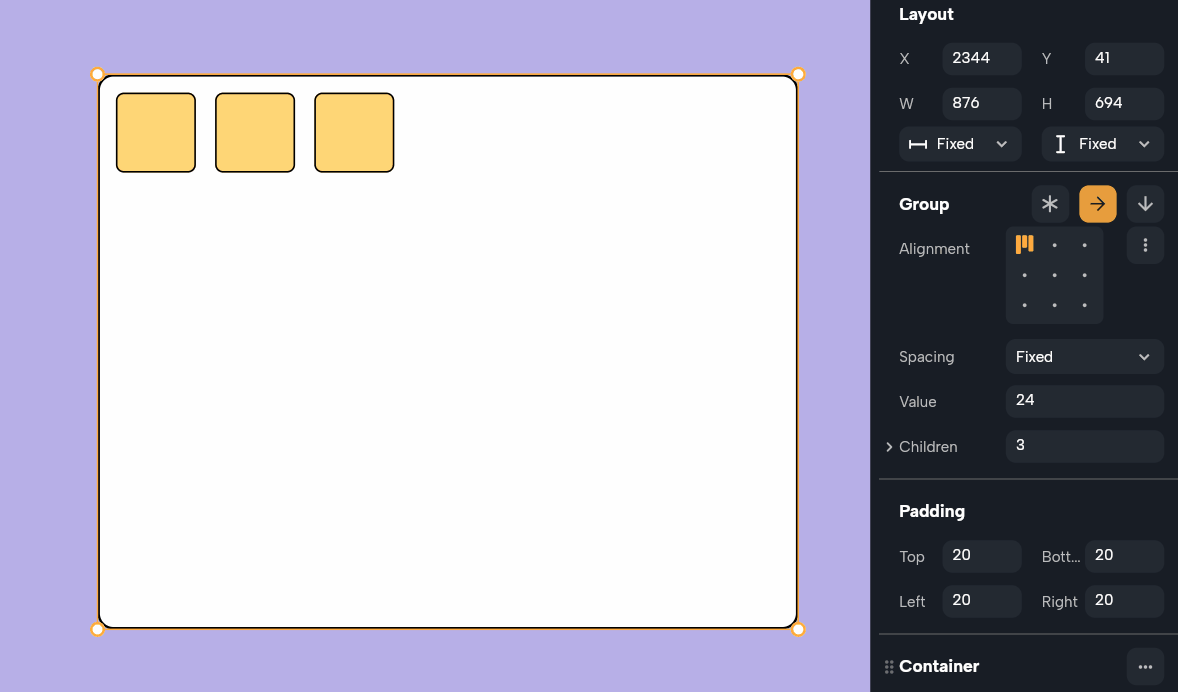 Layout
X 2344 Y 41
W 876 H 694
Fixed Fixed
Group
Alignment
Spacing Fixed
Value 24
Children 3
Padding
Top 20 Bott... 20
Left 20 Right 20
Container